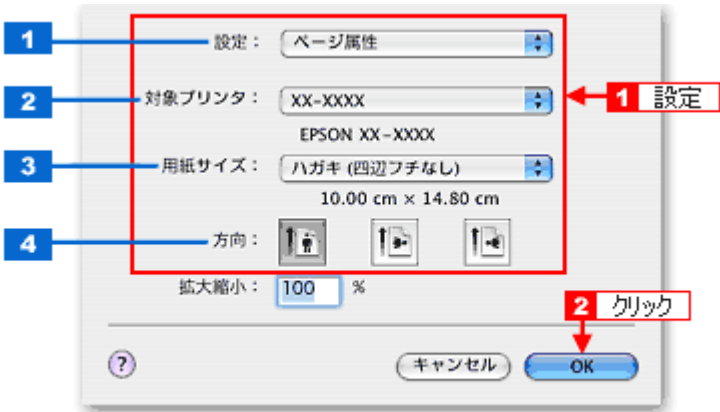 1 設定： ページ属性
2 対象プリンタ： XX-XXXX 1 設定
EPSON XX-XXXX
3 用紙サイズ： ハガキ (四辺フチなし)
10.00 cm × 14.80 cm
4 方向：
拡大縮小： 100 %
2 クリック
? キャンセル OK